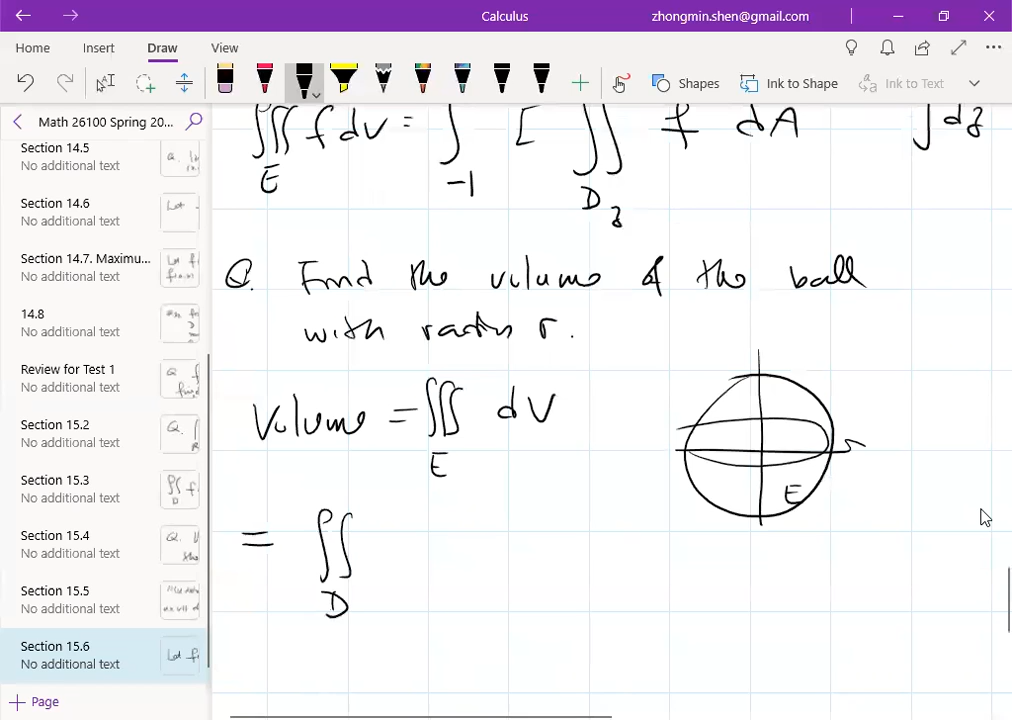 Calculus
zhongmin.shen@gmail.com
Home Insert Draw View
Shapes
Ink to Shape
Ink to Text
Math 26100 Spring 20...
Section 14.5
No additional text
Section 14.6
No additional text
Section 14.7. Maximu...
No additional text
14.8
No additional text
Review for Test 1
No additional text
Section 15.2
No additional text
Section 15.3
No additional text
Section 15.4
No additional text
Section 15.5
No additional text
Section 15.6
No additional text
Page
∭ f dV = ∫ [ ∬ f dA ] dz
E -1 D z
Q. Find the volume of the ball
with radius r.
Volume = ∭ dV
E
= ∬
D
r
E